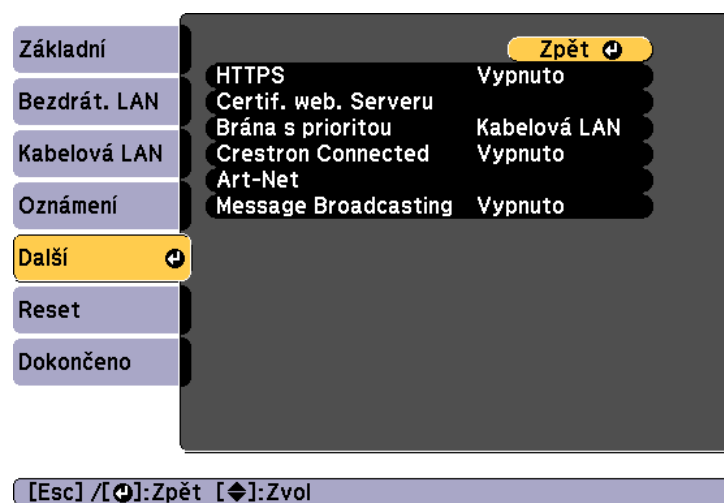 Základní
Bezdrát. LAN
Kabelová LAN
Oznámení
Další
Reset
Dokončeno
Zpět
HTTPS Vypnuto
Certif. web. Serveru
Brána s prioritou Kabelová LAN
Crestron Connected Vypnuto
Art-Net
Message Broadcasting Vypnuto
[Esc] /[⏎]:Zpět [◆]:Zvol